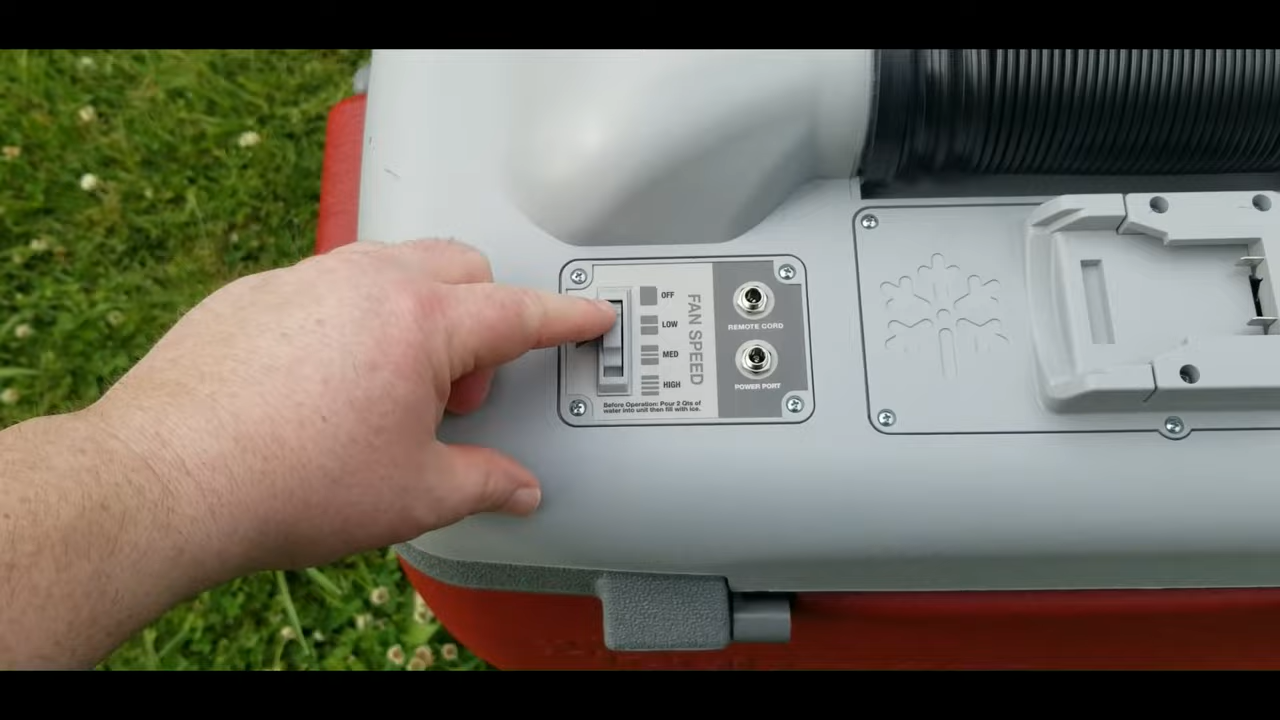 OFF
LOW
MED
HIGH
FAN SPEED
Before Operation: Pour 2 Qts of
water into unit then fill with ice.
REMOTE CORD
POWER PORT